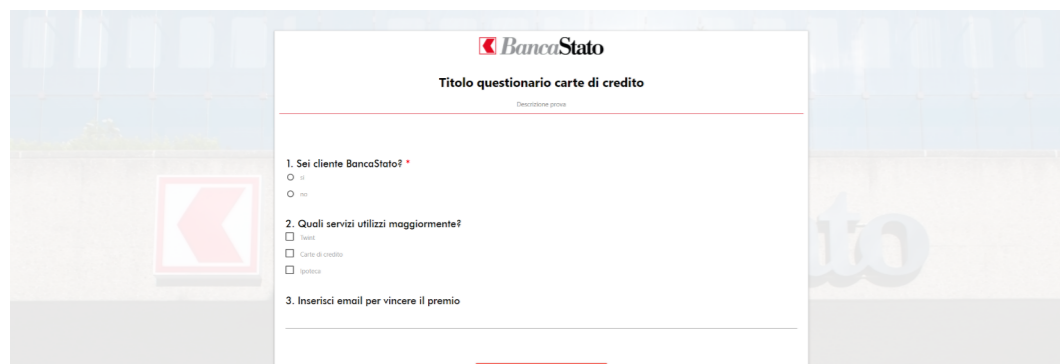 BancaStato
Titolo questionario carte di credito
Descrizione prova
1. Sei cliente BancaStato? *
si
no
2. Quali servizi utilizzi maggiormente?
Twint
Carte di credito
Ipoteca
3. Inserisci email per vincere il premio
to